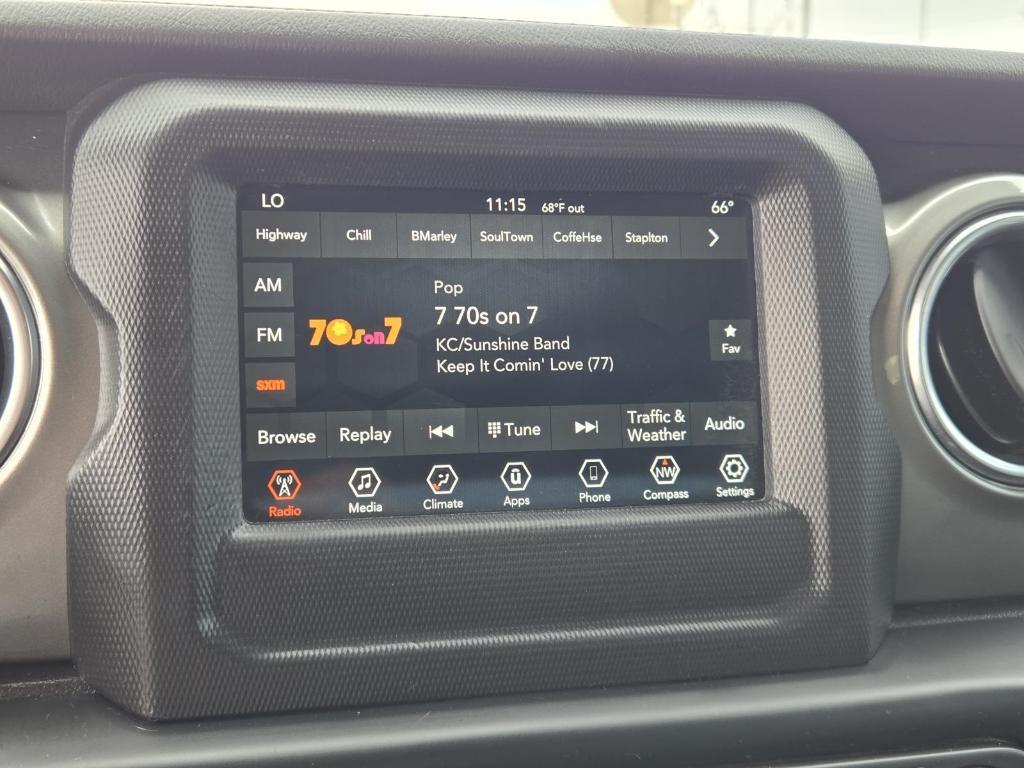 LO 11:15 68°F out 66°
Highway Chill BMarley SoulTown CoffeHse Staplton
AM
FM
sxm
70s on 7
Pop
7 70s on 7
KC/Sunshine Band
Keep It Comin' Love (77)
Fav
Browse Replay Tune Traffic & Weather Audio
Radio Media Climate ū Apps Phone NW Compass Settings